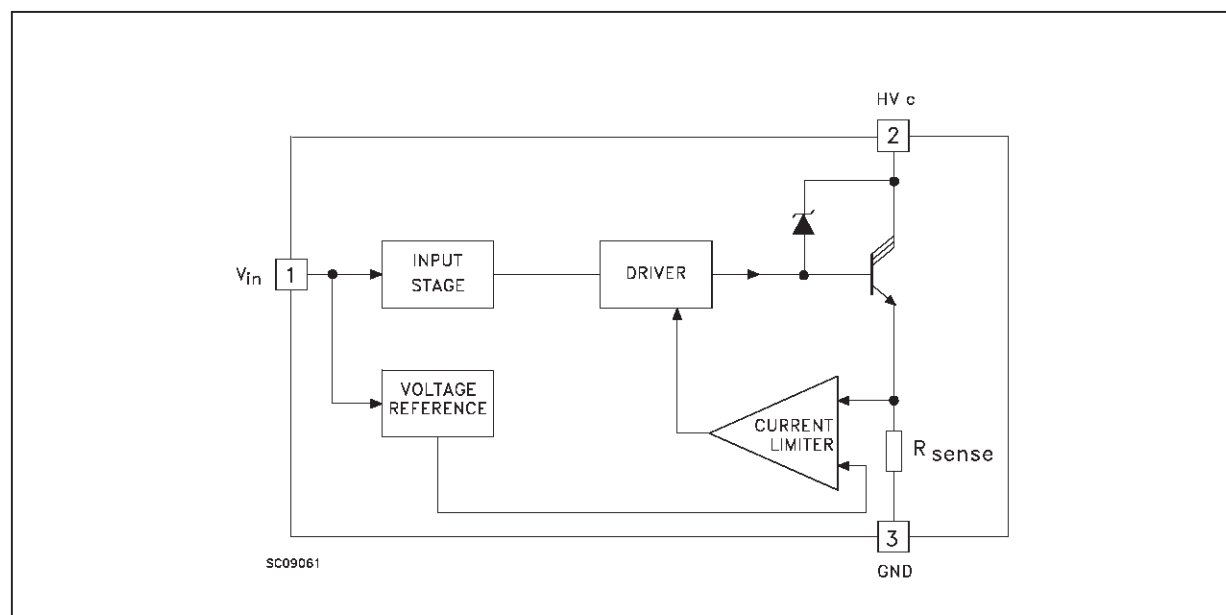 HV c
2
Vin
1
INPUT
STAGE
DRIVER
VOLTAGE
REFERENCE
CURRENT
LIMITER
R sense
3
SC09061
GND